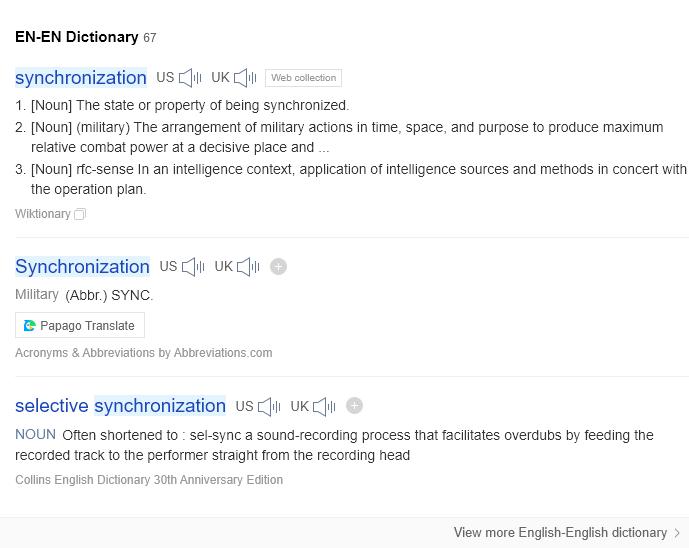 EN-EN Dictionary 67
synchronization US UK Web collection
1. [Noun] The state or property of being synchronized.
2. [Noun] (military) The arrangement of military actions in time, space, and purpose to produce maximum
relative combat power at a decisive place and ...
3. [Noun] rfc-sense In an intelligence context, application of intelligence sources and methods in concert with
the operation plan.
Wiktionary
Synchronization US UK
Military (Abbr.) SYNC.
Papago Translate
Acronyms & Abbreviations by Abbreviations.com
selective synchronization US UK
NOUN Often shortened to : sel-sync a sound-recording process that facilitates overdubs by feeding the
recorded track to the performer straight from the recording head
Collins English Dictionary 30th Anniversary Edition
View more English-English dictionary